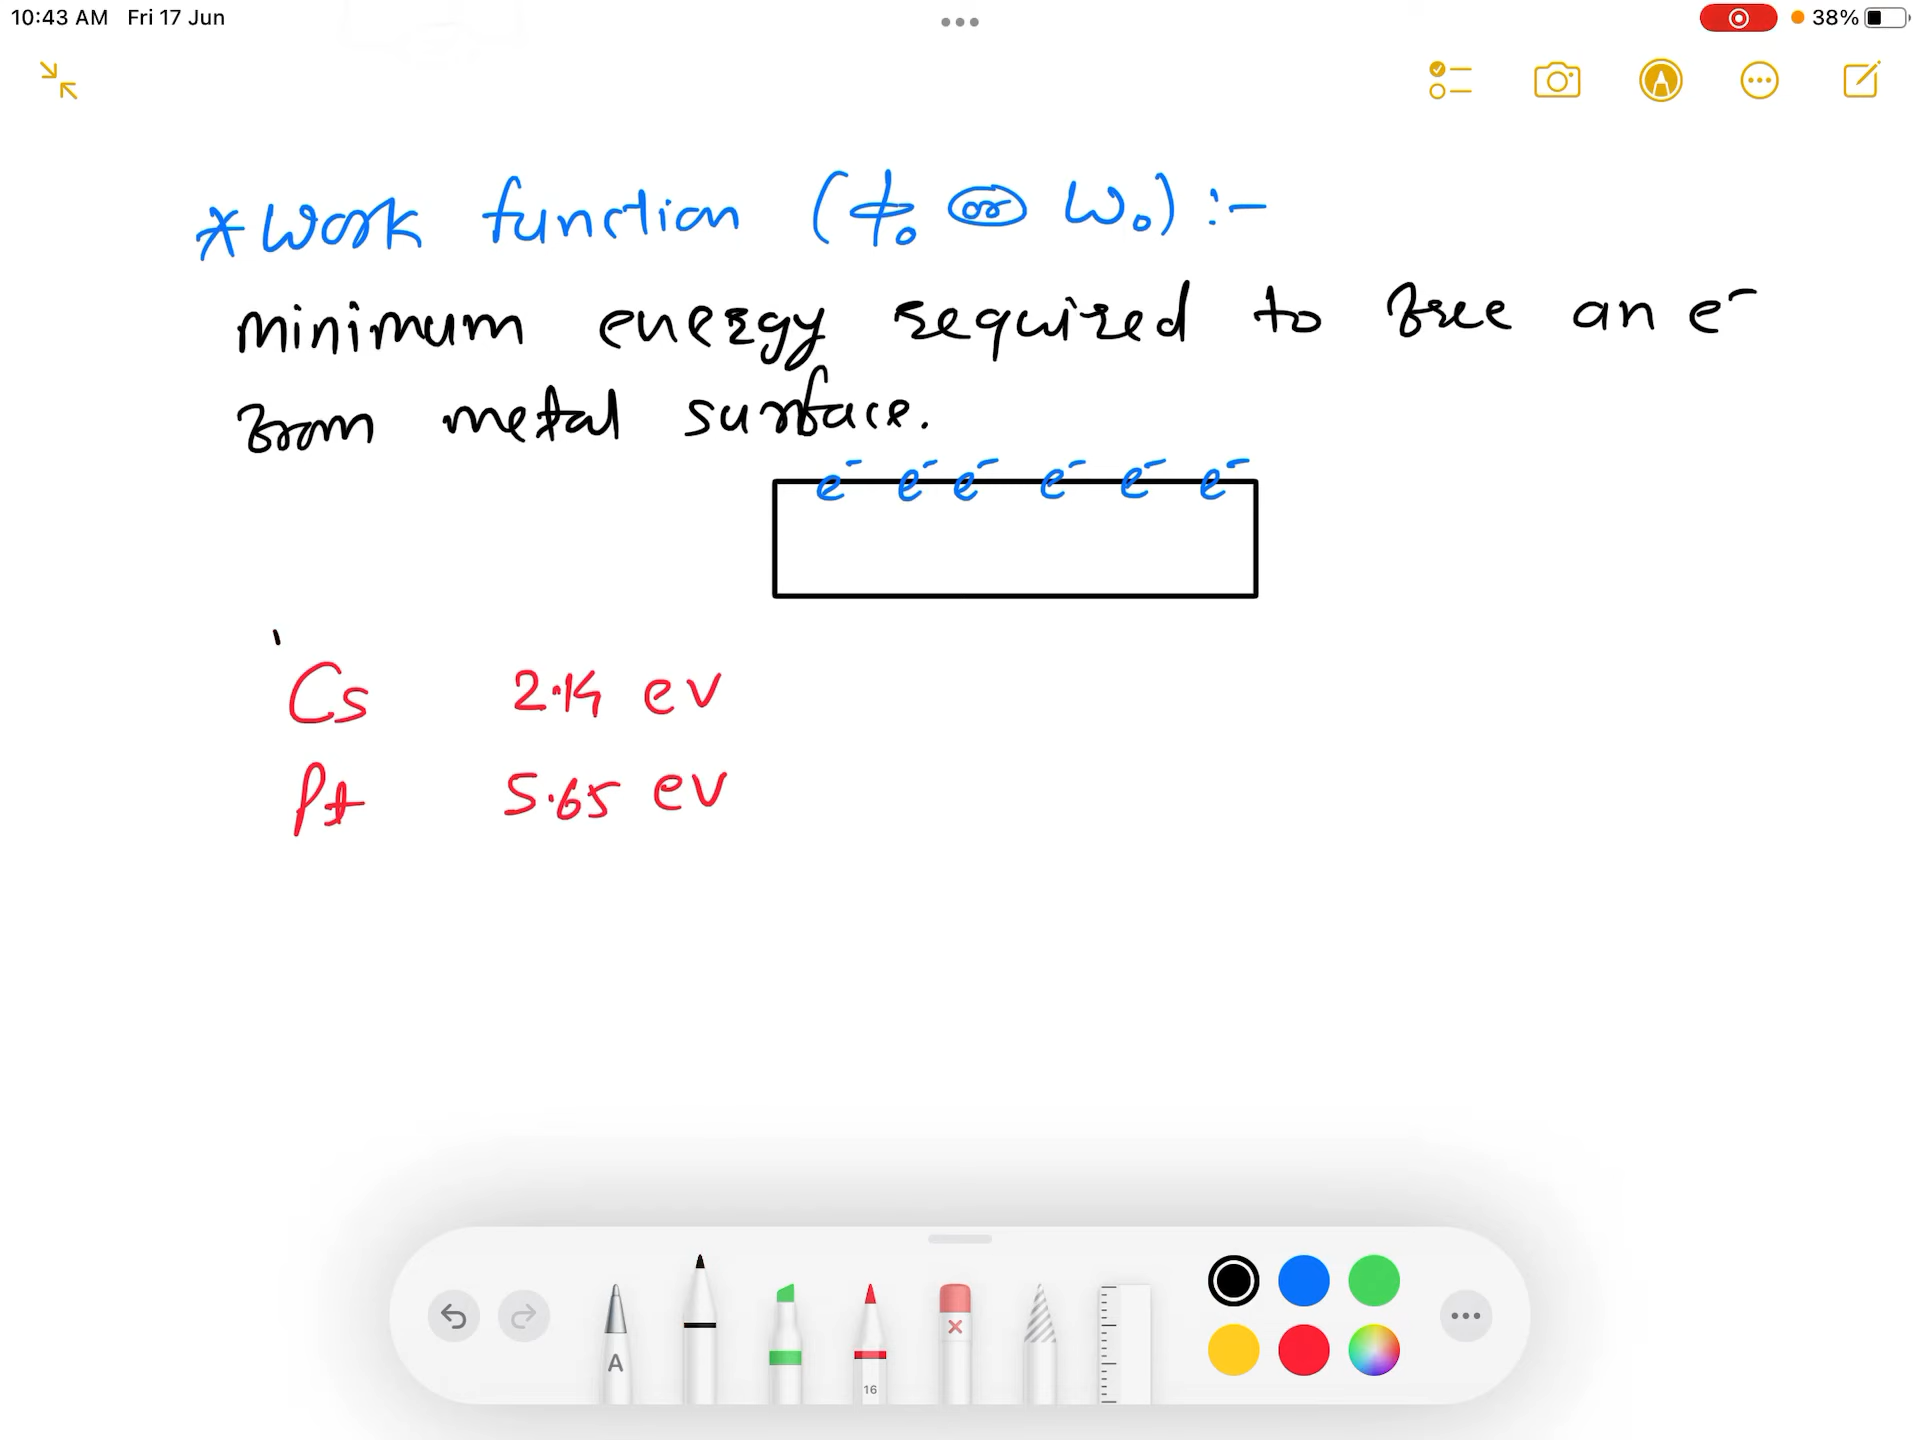 10:43 AM Fri 17 Jun
38%
*Work function (ϕ₀ or W₀) :-
minimum energy required to free an e⁻
from metal surface.
e⁻ e⁻ e⁻ e⁻ e⁻ e⁻
Cs 2.14 ev
Pt 5.65 ev
A
16